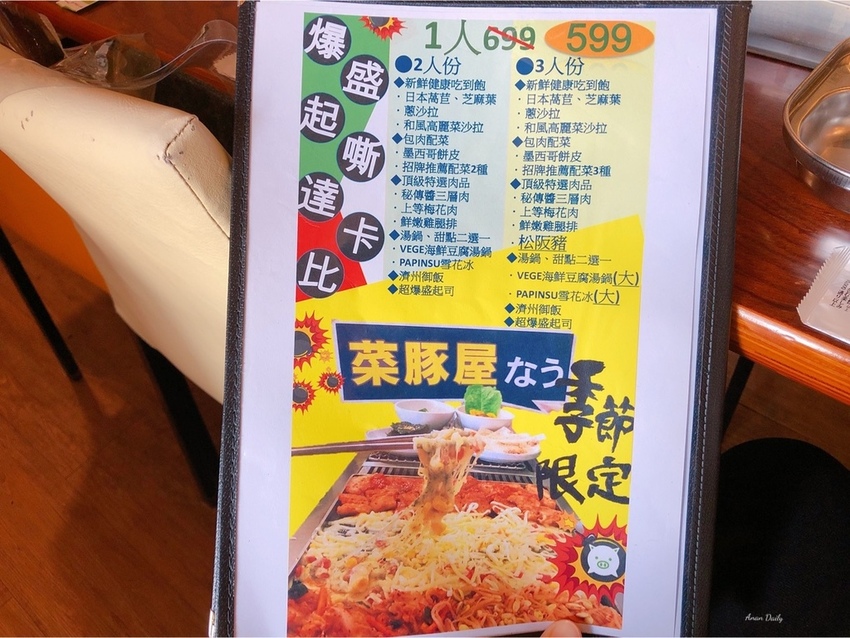 爆盛起嘶達卡比
1人699 599
●2人份
◆新鮮健康吃到飽
·日本萵苣、芝麻葉
·蔥沙拉
·和風高麗菜沙拉
◆包肉配菜
·墨西哥餅皮
·招牌推薦配菜2種
◆頂級特選肉品
·秘傳醬三層肉
·上等梅花肉
·鮮嫩雞腿排
◆湯鍋、甜點二選一
·VEGE海鮮豆腐湯鍋
·PAPINSU雪花冰
◆濟州御飯
◆超爆盛起司
●3人份
◆新鮮健康吃到飽
·日本萵苣、芝麻葉
·蔥沙拉
·和風高麗菜沙拉
◆包肉配菜
·墨西哥餅皮
·招牌推薦配菜3種
◆頂級特選肉品
·秘傳醬三層肉
·上等梅花肉
·鮮嫩雞腿排
松阪豬
◆湯鍋、甜點二選一
·VEGE海鮮豆腐湯鍋(大)
·PAPINSU雪花冰(大)
◆濟州御飯
◆超爆盛起司
菜豚屋なう
季節
限定
Anan Daily